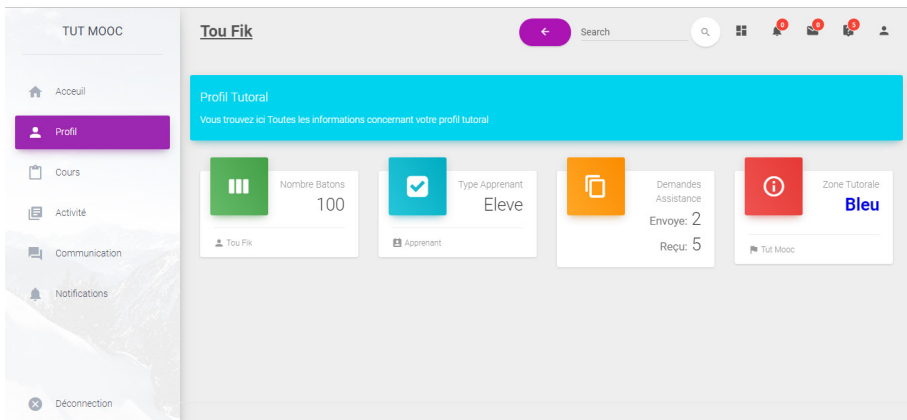 TUT MOOC
Acceuil
Profil
Cours
Activité
Communication
Notifications
Déconnection
Tou Fik
Search
0
0
5
Profil Tutoral
Vous trouvez ici Toutes les informations concernant votre profil tutoral
Nombre Batons
100
Tou Fik
Type Apprenant
Eleve
Apprenant
Demandes
Assistance
Envoye: 2
Reçu: 5
Zone Tutorale
Bleu
Tut Mooc